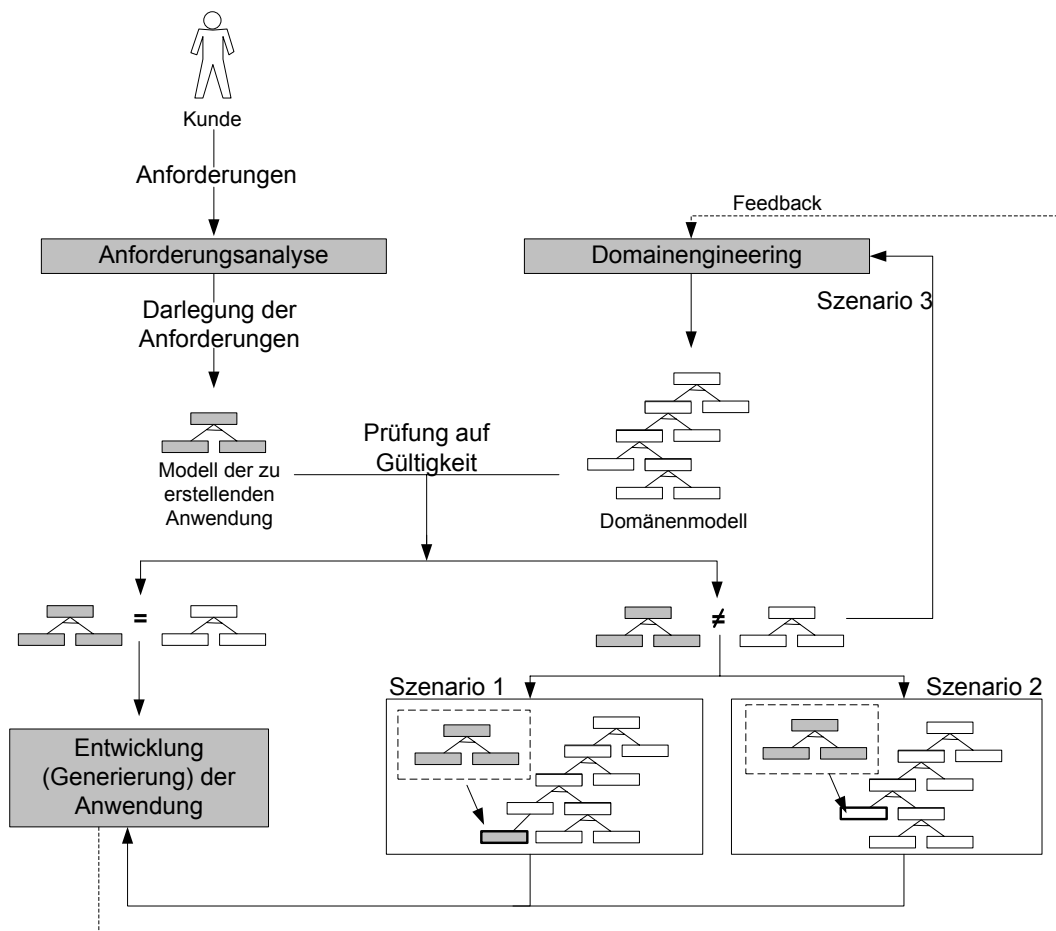 Kunde
Anforderungen
Feedback
Anforderungsanalyse
Domainengineering
Szenario 3
Darlegung der
Anforderungen
Prüfung auf
Gültigkeit
Modell der zu
erstellenden
Anwendung
Domänenmodell
=
≠
Szenario 1
Szenario 2
Entwicklung
(Generierung) der
Anwendung